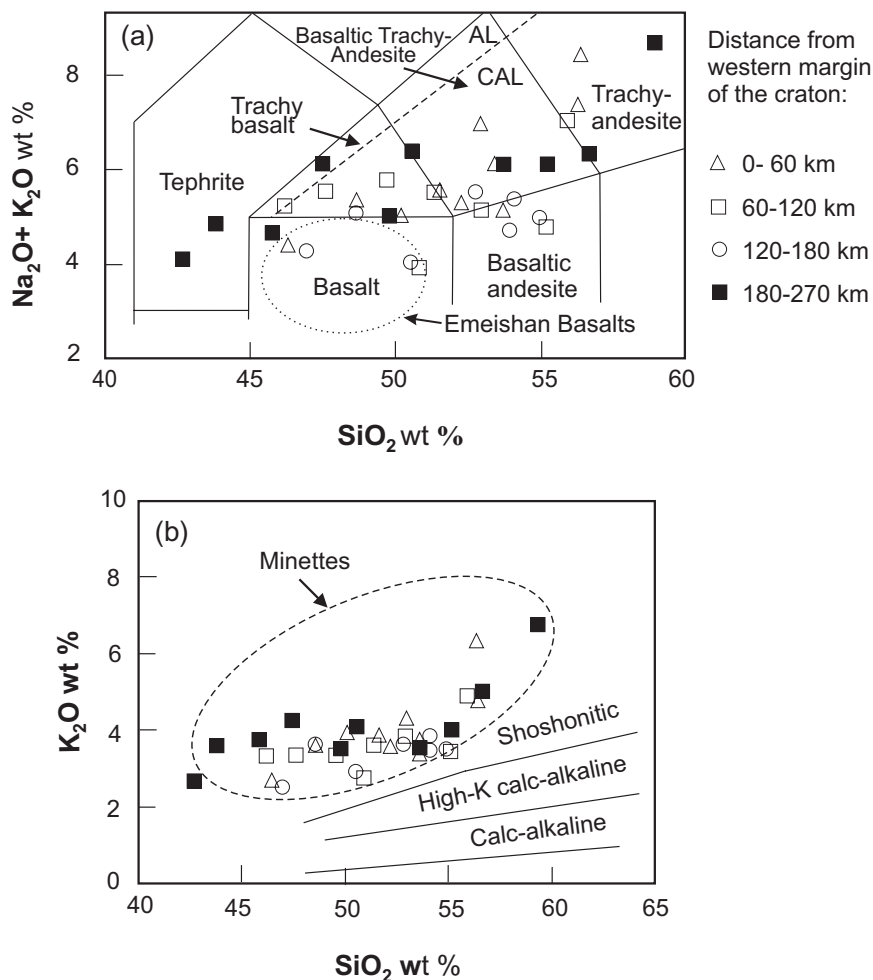 (a)
Basaltic Trachy-
Andesite
AL
CAL
Trachy
basalt
Trachy-
andesite
Tephrite
Basalt
Basaltic
andesite
Emeishan Basalts
8
6
4
2
Na₂O+ K₂O wt %
40
45
50
55
60
SiO₂ wt %
Distance from
western margin
of the craton:
0- 60 km
60-120 km
120-180 km
180-270 km
(b)
Minettes
Shoshonitic
High-K calc-alkaline
Calc-alkaline
10
8
6
4
2
0
K₂O wt %
40
45
50
55
60
65
SiO₂ wt %